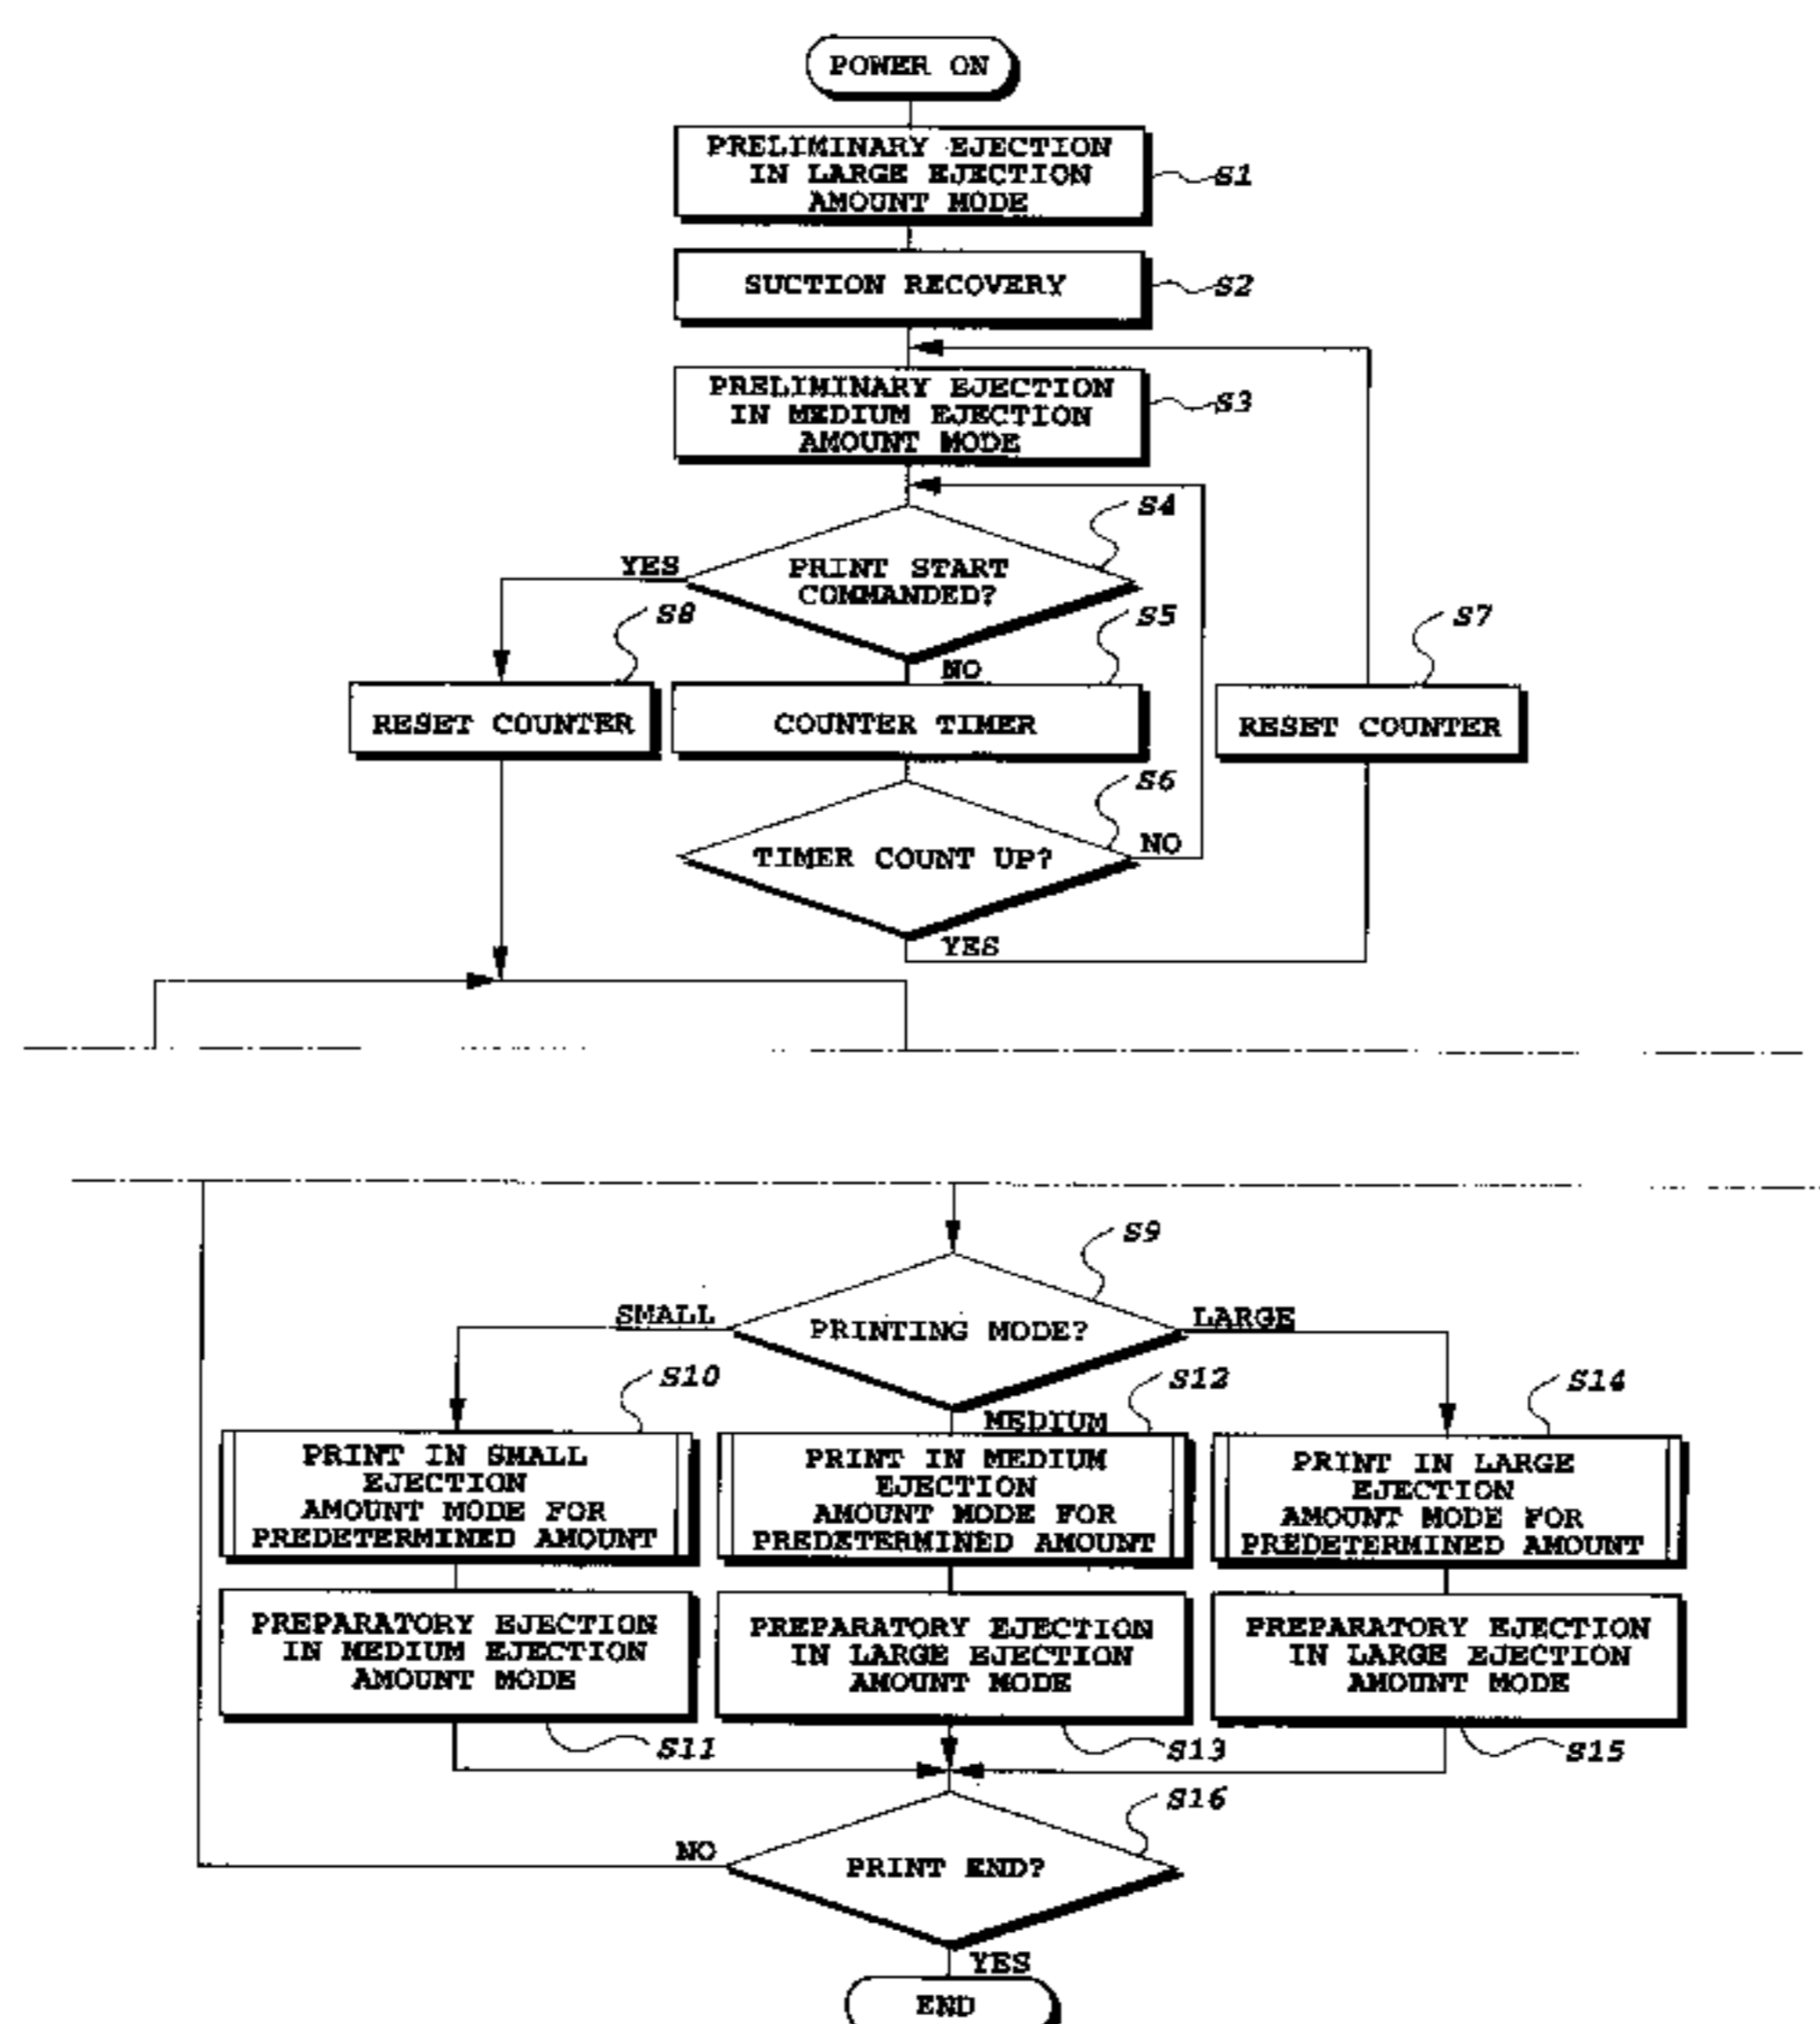 POWER ON
PRELIMINARY EJECTION
IN LARGE EJECTION
AMOUNT MODE
S1
SUCTION RECOVERY
S2
PRELIMINARY EJECTION
IN MEDIUM EJECTION
AMOUNT MODE
S3
S4
YES
PRINT START
COMMANDED?
S8
S5
S7
NO
RESET COUNTER
COUNTER TIMER
RESET COUNTER
S6
TIMER COUNT UP?
NO
YES
S9
SMALL
PRINTING MODE?
LARGE
S10
S12
S14
MEDIUM
PRINT IN SMALL
EJECTION
AMOUNT MODE FOR
PREDETERMINED AMOUNT
PRINT IN MEDIUM
EJECTION
AMOUNT MODE FOR
PREDETERMINED AMOUNT
PRINT IN LARGE
EJECTION
AMOUNT MODE FOR
PREDETERMINED AMOUNT
PREPARATORY EJECTION
IN MEDIUM EJECTION
AMOUNT MODE
PREPARATORY EJECTION
IN LARGE EJECTION
AMOUNT MODE
PREPARATORY EJECTION
IN LARGE EJECTION
AMOUNT MODE
S11
S13
S15
S16
NO
PRINT END?
YES
END